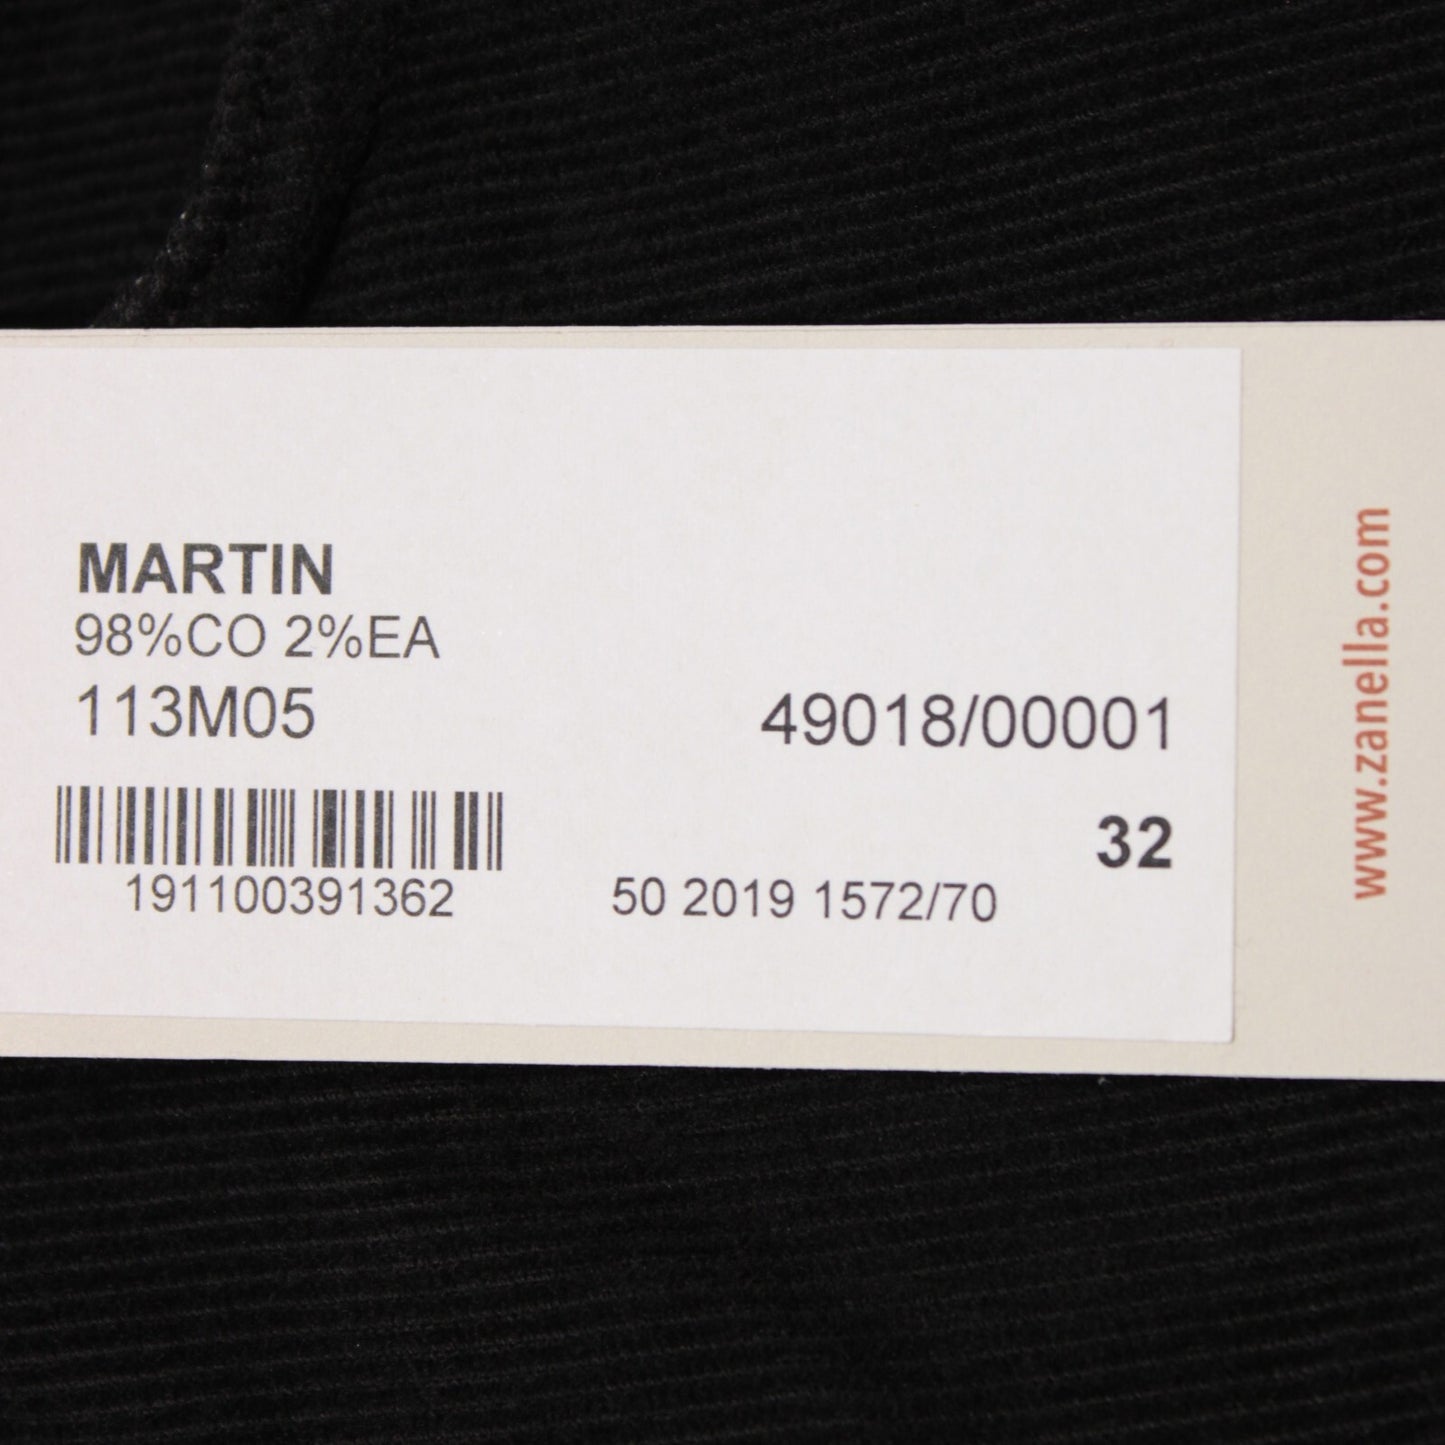 MARTIN
98%CO 2%EA
113M05
49018/00001
32
191100391362
50 2019 1572/70
www.zanella.com